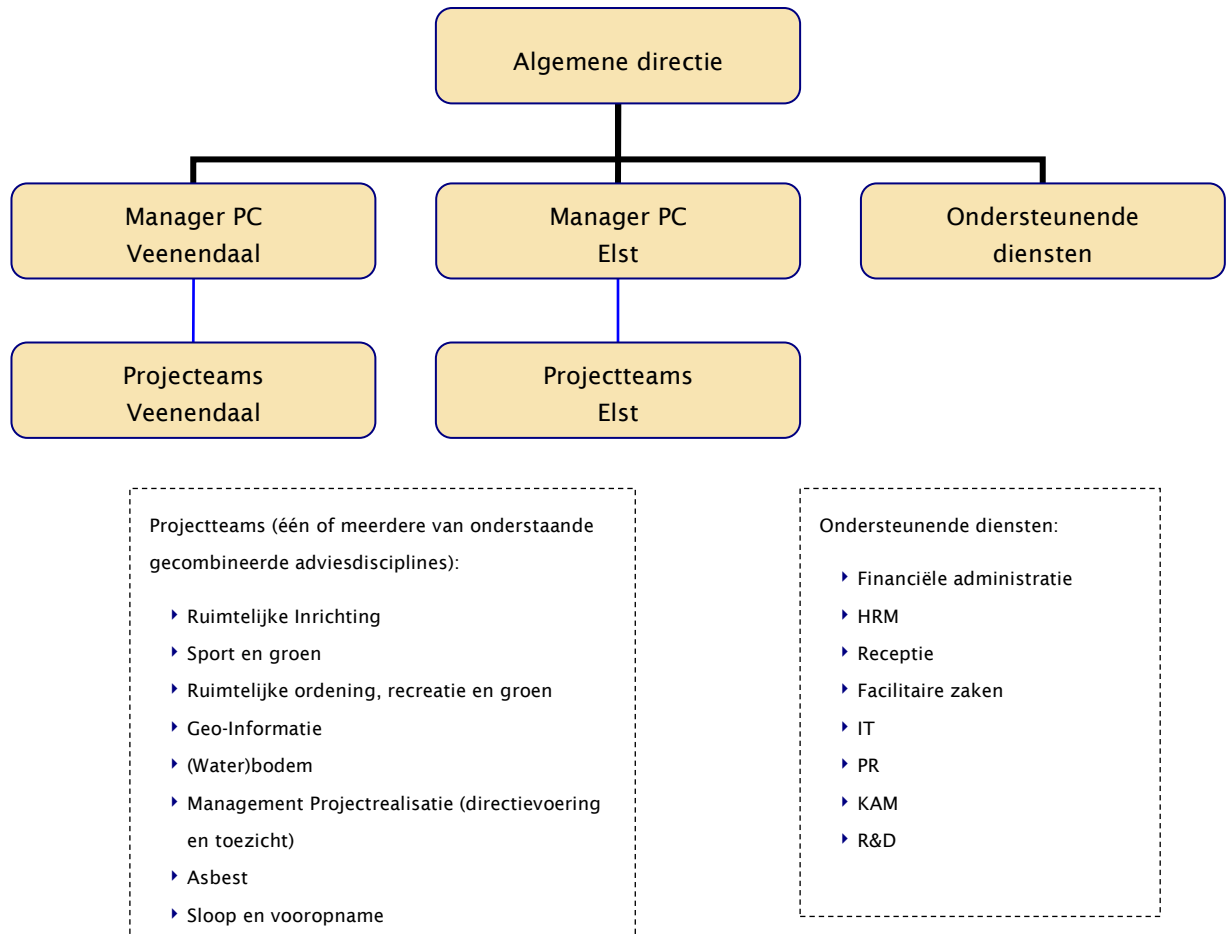 Algemene directie
Manager PC
Veenendaal
Manager PC
Elst
Ondersteunende
diensten
Projecteams
Veenendaal
Projectteams
Elst
Projectteams (één of meerdere van onderstaande
gecombineerde adviesdisciplines):
Ruimtelijke Inrichting
Sport en groen
Ruimtelijke ordening, recreatie en groen
Geo-Informatie
(Water)bodem
Management Projectrealisatie (directievoering
en toezicht)
Asbest
Sloop en vooropname
Ondersteunende diensten:
Financiële administratie
HRM
Receptie
Facilitaire zaken
IT
PR
KAM
R&D